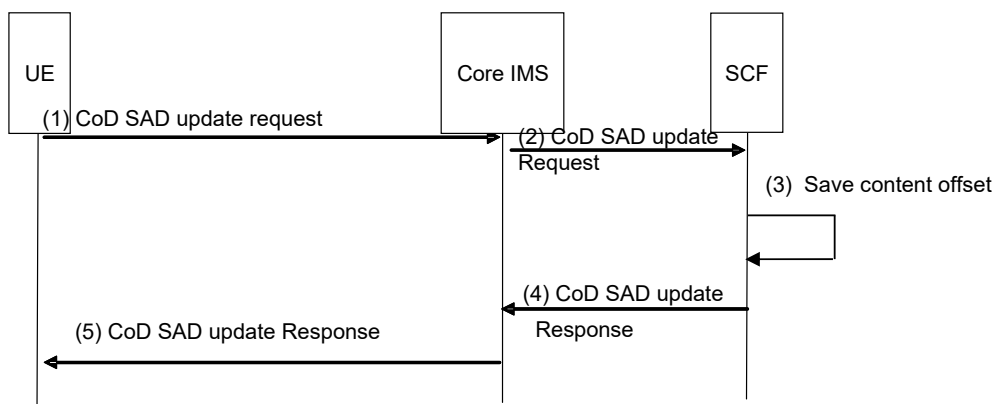 UE
Core IMS
SCF
(1) CoD SAD update request
(2) CoD SAD update
Request
(3) Save content offset
(4) CoD SAD update
Response
(5) CoD SAD update Response